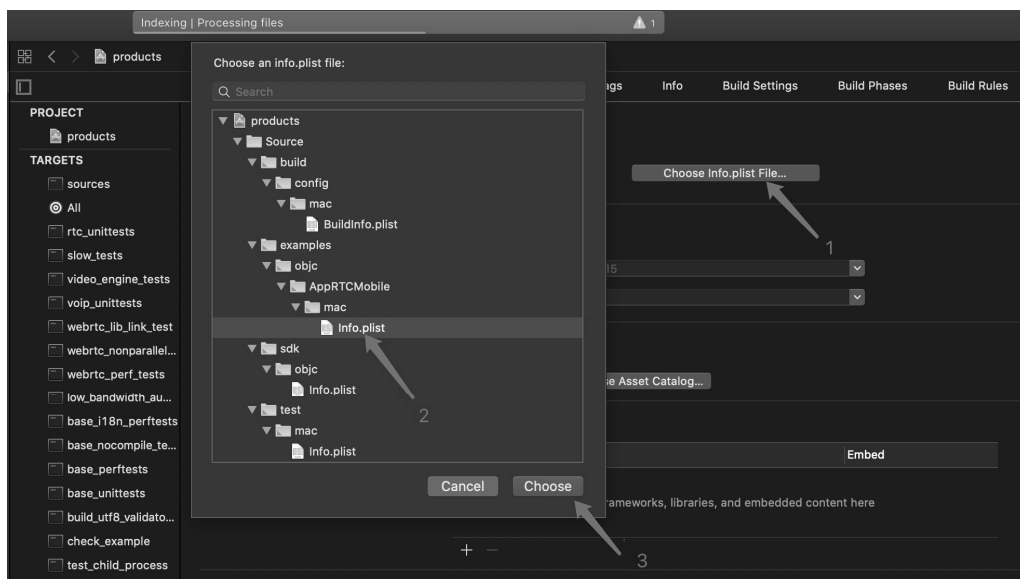 Indexing | Processing files
1
products
Choose an info.plist file:
Search
Info
Build Settings
Build Phases
Build Rules
PROJECT
products
TARGETS
sources
All
rtc_unittests
slow_tests
video_engine_tests
voip_unittests
webrtc_lib_link_test
webrtc_nonparallel...
webrtc_perf_tests
low_bandwidth_au...
base_i18n_perftests
base_nocompile_te...
base_perftests
base_unittests
build_utf8_validato...
check_example
test_child_process
products
Source
build
config
mac
BuildInfo.plist
examples
objc
AppRTCMobile
mac
Info.plist
sdk
objc
Info.plist
test
mac
Info.plist
2
Cancel
Choose
3
Choose Info.plist File...
1
15
se Asset Catalog...
Embed
rameworks, libraries, and embedded content here
+ −